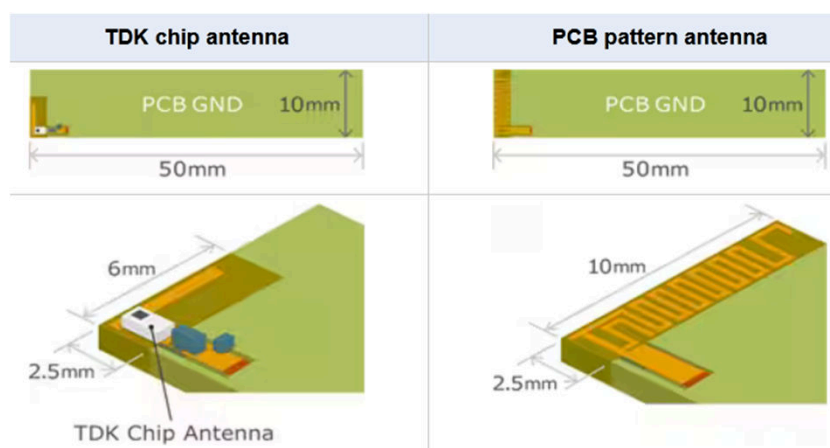 TDK chip antenna
PCB pattern antenna
PCB GND
10mm
50mm
PCB GND
10mm
50mm
6mm
2.5mm
TDK Chip Antenna
10mm
2.5mm